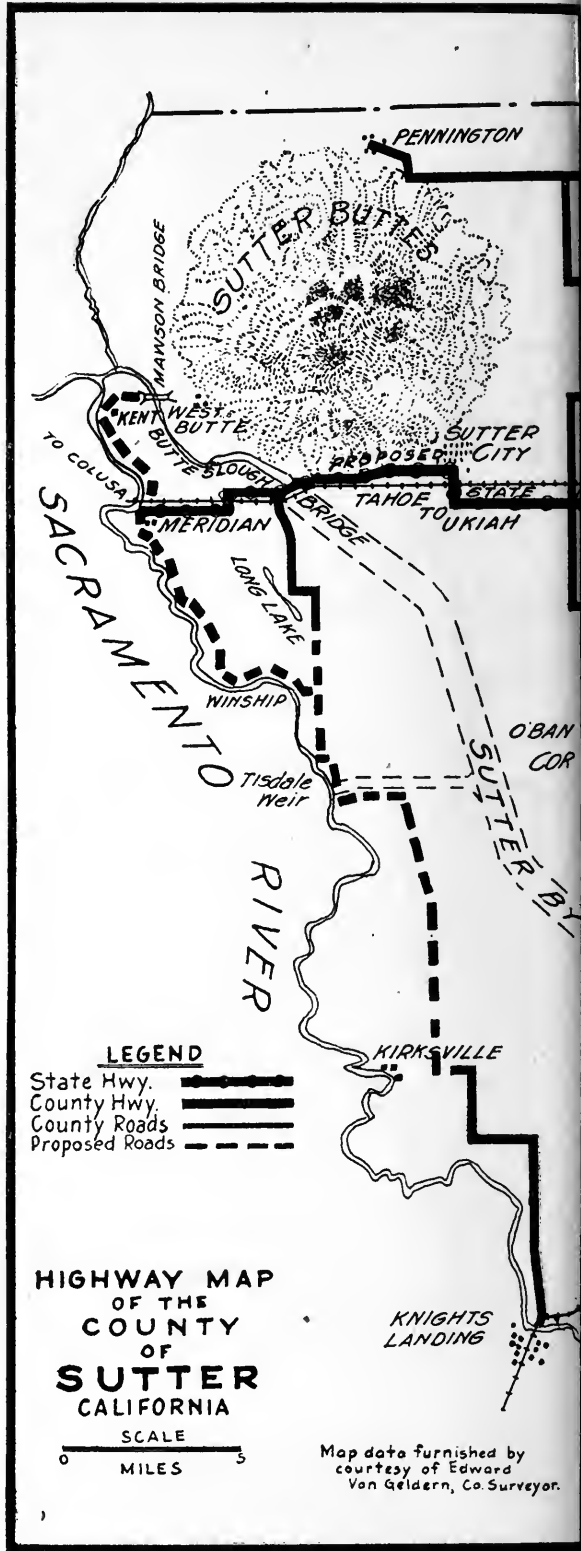 PENNINGTON
SUTTER BUTTES
MAWSON BRIDGE
KENT
WEST BUTTE
BUTTE SLOUGH
TO COLUSA
PROPOSED
SUTTER CITY
BRIDGE
TAHOE
TO
UKIAH
STATE
MERIDIAN
LONG LAKE
SACRAMENTO
RIVER
WINSHIP
Tisdale
Weir
O'BAN
COR
SUTTER BY
KIRKSVILLE
LEGEND
State Hwy.
County Hwy.
County Roads
Proposed Roads
HIGHWAY MAP
OF THE
COUNTY
OF
SUTTER
CALIFORNIA
SCALE
0 5
MILES
KNIGHTS
LANDING
Map data furnished by
courtesy of Edward
Von Geldern, Co. Surveyor.